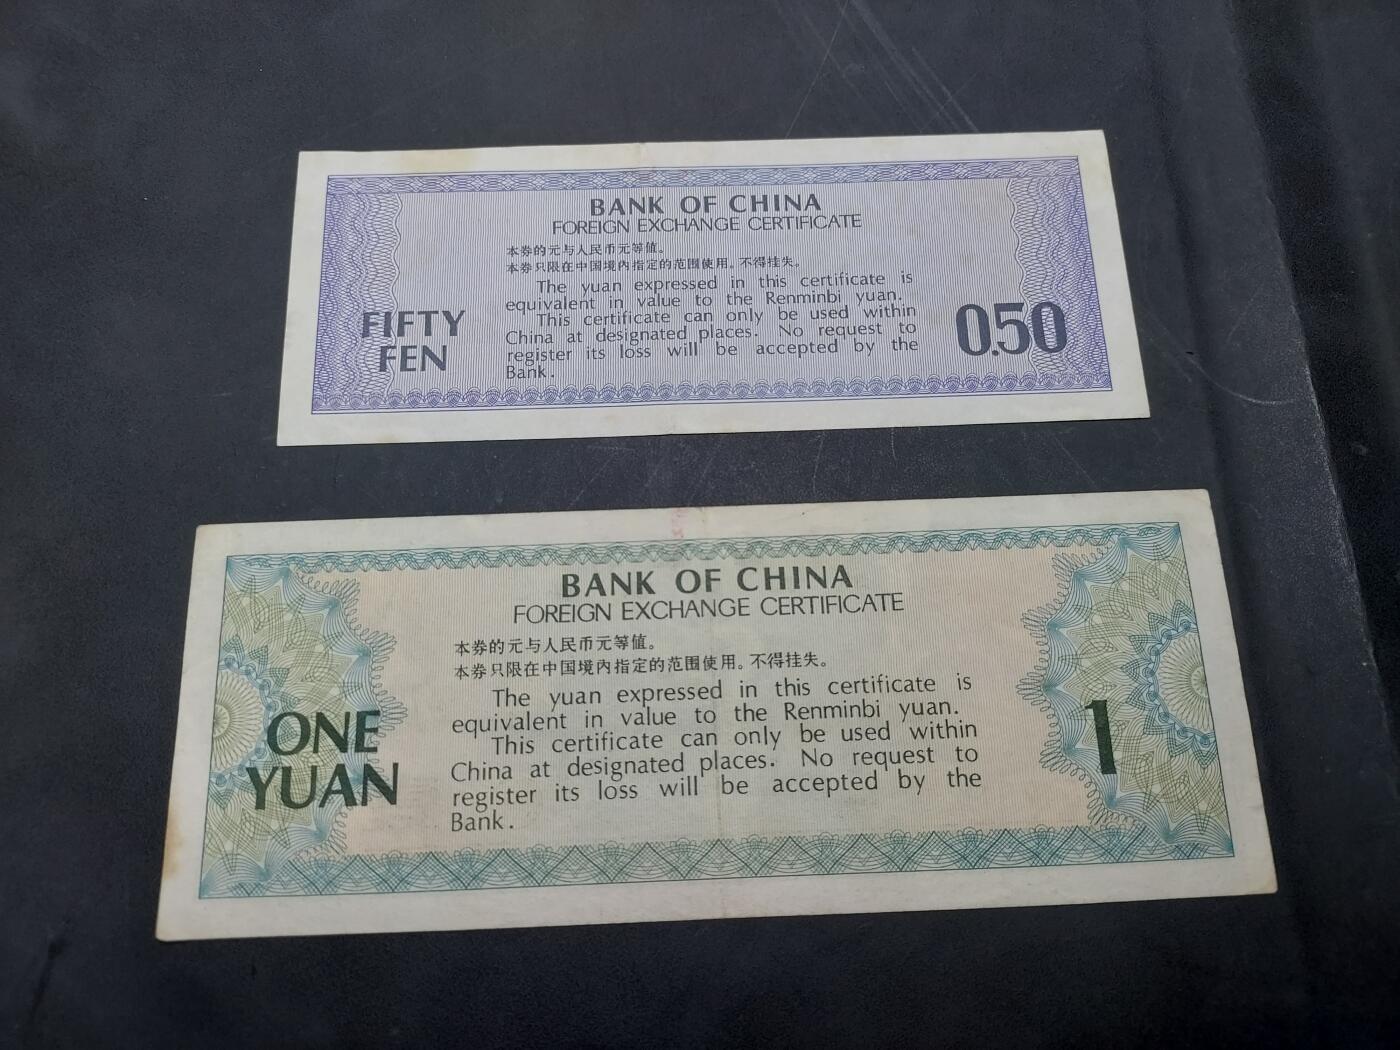 BANK OF CHINA
FOREIGN EXCHANGE CERTIFICATE
本券的元与人民币元等值。
本券只限在中国境内指定的范围使用。不得挂失。
The yuan expressed in this certificate is
equivalent in value to the Renminbi yuan.
This certificate can only be used within
China at designated places. No request to
register its loss will be accepted by the
Bank.
FIFTY
FEN
0.50
BANK OF CHINA
FOREIGN EXCHANGE CERTIFICATE
本券的元与人民币元等值。
本券只限在中国境内指定的范围使用。不得挂失。
The yuan expressed in this certificate is
equivalent in value to the Renminbi yuan.
This certificate can only be used within
China at designated places. No request to
register its loss will be accepted by the
Bank.
ONE
YUAN
1